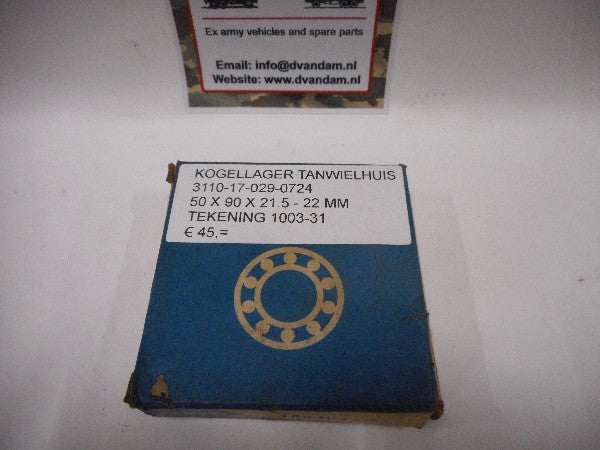 Ex army vehicles and spare parts
Email: info@dvandam.nl
Website: www.dvandam.nl
KOGELLAGER TANWIELHUIS
3110-17-029-0724
50 X 90 X 21.5 - 22 MM
TEKENING 1003-31
€ 45,=